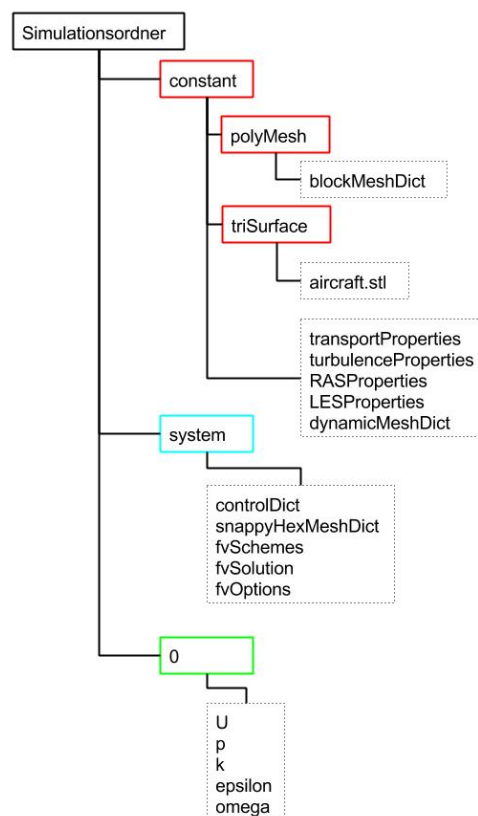 Simulationsordner
constant
polyMesh
blockMeshDict
triSurface
aircraft.stl
transportProperties
turbulenceProperties
RASProperties
LESProperties
dynamicMeshDict
system
controlDict
snappyHexMeshDict
fvSchemes
fvSolution
fvOptions
0
U
p
k
epsilon
omega